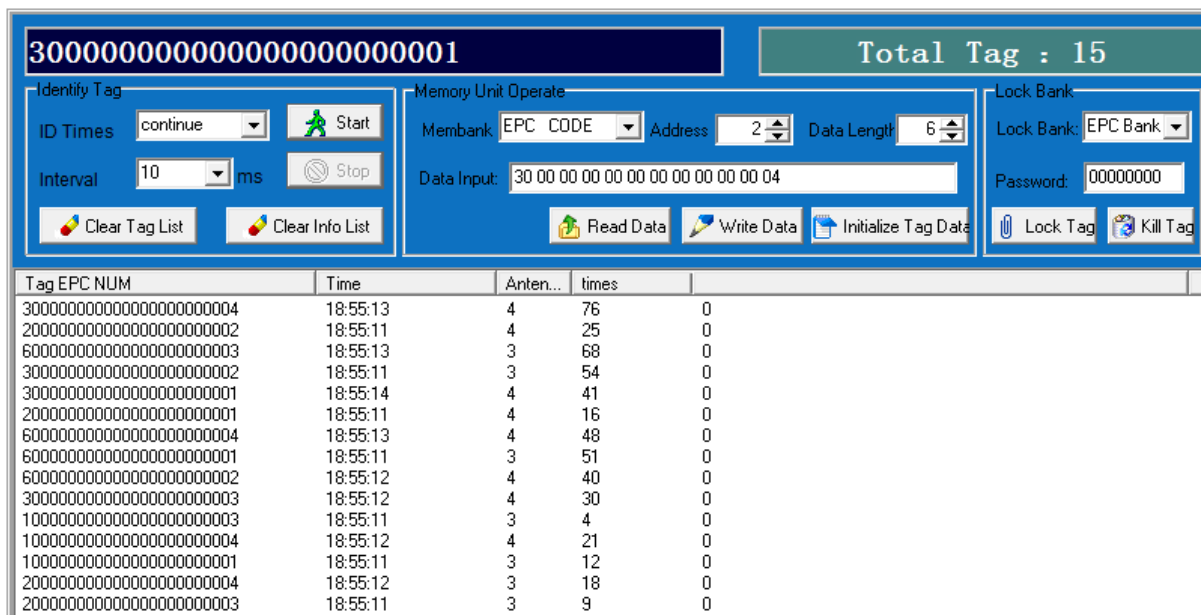 300000000000000000000001
Total Tag : 15
Identify Tag
Memory Unit Operate
Lock Bank
ID Times continue Start
Membank EPC CODE Address 2 Data Length 6
Lock Bank: EPC Bank
Interval 10 ms Stop
Data Input: 30 00 00 00 00 00 00 00 00 00 00 04
Password: 00000000
Clear Tag List Clear Info List
Read Data Write Data Initialize Tag Data
Lock Tag Kill Tag
Tag EPC NUM Time Anten... times
300000000000000000000004 18:55:13 4 76 0
200000000000000000000002 18:55:11 4 25 0
600000000000000000000003 18:55:13 3 68 0
300000000000000000000002 18:55:11 3 54 0
300000000000000000000001 18:55:14 4 41 0
200000000000000000000001 18:55:11 4 16 0
600000000000000000000004 18:55:13 4 48 0
600000000000000000000001 18:55:11 3 51 0
600000000000000000000002 18:55:12 4 40 0
300000000000000000000003 18:55:12 4 30 0
100000000000000000000003 18:55:11 3 4 0
100000000000000000000004 18:55:12 4 21 0
100000000000000000000001 18:55:11 3 12 0
200000000000000000000004 18:55:12 3 18 0
200000000000000000000003 18:55:11 3 9 0